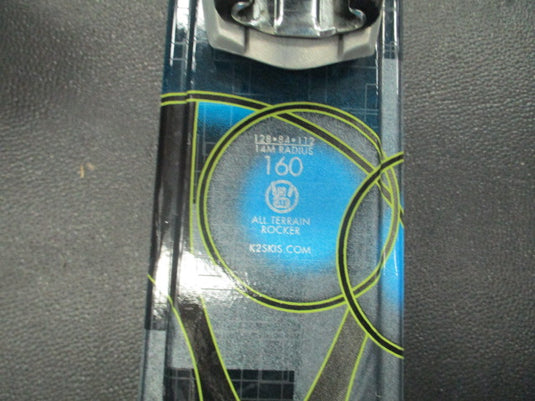 128•84•112
14M RADIUS
160
ALL TERRAIN
ROCKER
K2SKIS.COM